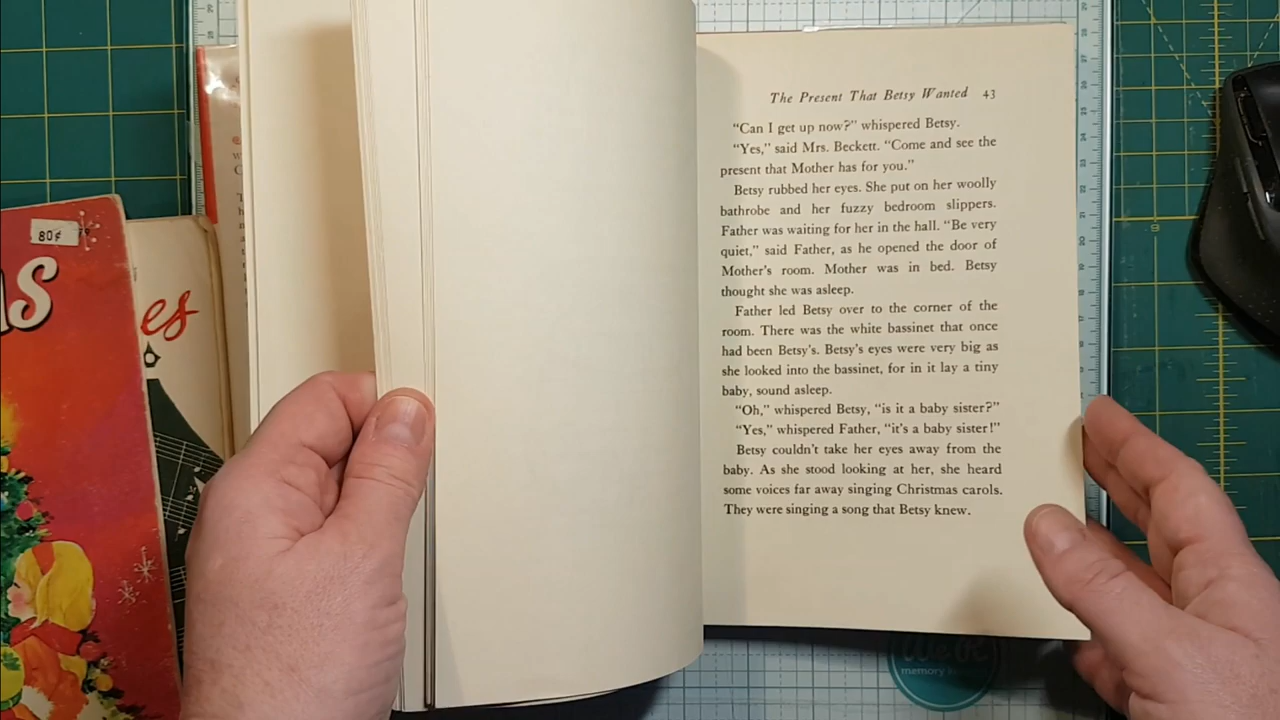 The Present That Betsy Wanted 43
"Can I get up now?" whispered Betsy.
"Yes," said Mrs. Beckett. "Come and see the
present that Mother has for you."
Betsy rubbed her eyes. She put on her woolly
bathrobe and her fuzzy bedroom slippers.
Father was waiting for her in the hall. "Be very
quiet," said Father, as he opened the door of
Mother's room. Mother was in bed. Betsy
thought she was asleep.
Father led Betsy over to the corner of the
room. There was the white bassinet that once
had been Betsy's. Betsy's eyes were very big as
she looked into the bassinet, for in it lay a tiny
baby, sound asleep.
"Oh," whispered Betsy, "is it a baby sister?"
"Yes," whispered Father, "it's a baby sister!"
Betsy couldn't take her eyes away from the
baby. As she stood looking at her, she heard
some voices far away singing Christmas carols.
They were singing a song that Betsy knew.
80¢
as
es
memory
9